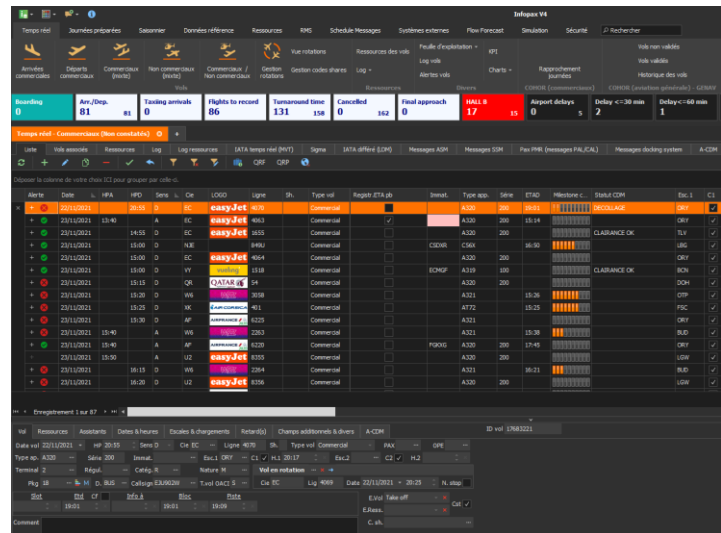 Infopax V4
Temps réel Journées préparées Saisonnier Données référence Ressources RMS Schedule Messages Systèmes externes Flow Forecast Simulation Sécurité Rechercher
Arrivées commerciales Départs commerciaux Commerciaux (mixte) Non commerciaux (mixte) Commerciaux / Non commerciaux Gestion rotations
Vue rotations
Gestion codes shares
Ressources des vols
Log
Feuille d'exploitation
Log vols
Alertes vols
KPI
Charts
Rapprochement journées
Vols non validés
Vols validés
Historique des vols
Vols Ressources Divers COHOR (commerciaux) COHOR (aviation générale) - GENAV
Boarding Arr./Dep. Taxiing arrivals Flights to record Turnaround time Cancelled Final approach HALL 8 Airport delays Delay <=30 min Delay<=60 min
0 81 81 0 86 131 158 0 162 0 17 15 0 5 2 1
Temps réel - Commerciaux (Non constatés)
Liste Vols associés Ressources Log Log ressources IATA temps réel (MVT) Sigma IATA différé (LDM) Messages ASM Messages SSM Pax PMR (messages PAL/CAL) Messages docking system A-CDM
QRF QRP
Déposer la colonne de votre choix ICI pour grouper par celle-ci.
Alerte Date HPA HPD Sens Cie LOGO Ligne Sh. Type vol Registr.ETA pb Immat. Type app. Série ETAD Milestone c... Statut CDM Esc.1 C1
22/11/2021 20:55 D EC easyJet 4070 Commercial A320 200 19:01 DECOLLAGE ORY
23/11/2021 13:40 A EC easyJet 4063 Commercial A320 200 15:14 ORY
23/11/2021 14:55 D EC easyJet 1655 Commercial A320 200 CLAIRANCE OK TLV
23/11/2021 15:00 D NJE 849U Commercial CSDXR C56X 16:50 LBG
23/11/2021 15:00 D EC easyJet 4064 Commercial A320 200 ORY
23/11/2021 15:00 D VY vueling 1518 Commercial ECMGF A319 100 CLAIRANCE OK BCN
23/11/2021 15:15 D QR QATAR 54 Commercial A320 200 DOH
23/11/2021 15:20 D W6 3058 Commercial A321 15:26 OTP
23/11/2021 15:25 D XK AIR CORSICA 401 Commercial AT72 15:25 FSC
23/11/2021 15:30 D AF AIRFRANCE 6225 Commercial A321 ORY
23/11/2021 15:40 A W6 2263 Commercial A321 15:38 BUD
23/11/2021 15:40 A AF AIRFRANCE 6220 Commercial A320 200 17:45 ORY
23/11/2021 15:50 A U2 easyJet 8355 Commercial A320 200 LGW
23/11/2021 16:15 D W6 2264 Commercial A321 16:21 BUD
23/11/2021 16:20 D U2 easyJet 8356 Commercial A320 200 LGW
Enregistrement 1 sur 87
Vol Ressources Assistants Dates & heures Escales & chargements Retard(s) Champs additionnels & divers A-CDM ID vol 17683221
Date vol 22/11/2021 HP 20:55 Sens D Cie EC Ligne 4070 Sh. Type vol Commercial PAX OPE
Type ap. A320 Série 200 Immat. Esc.1 ORY C1 H.1 20:17 Esc.2 C2 H.2
Terminal 2 Régul. Catég. R Nature M Vol en rotation
Pkg 18 M D. BUS Callsign EJU902W T.vol OACI S Cie EC Lig 4069 Date 22/11/2021 20:25 N. stop
Slot Etd Cf Info à Bloc Piste E.Vol Take off Cst
19:01 19:01 19:09 E.Ress.
Comment C. sh.